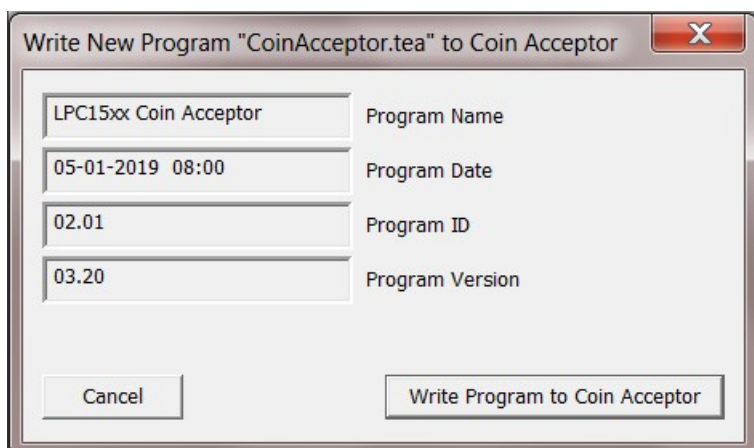 Write New Program "CoinAcceptor.tea" to Coin Acceptor
LPC15xx Coin Acceptor Program Name
05-01-2019 08:00 Program Date
02.01 Program ID
03.20 Program Version
Cancel Write Program to Coin Acceptor